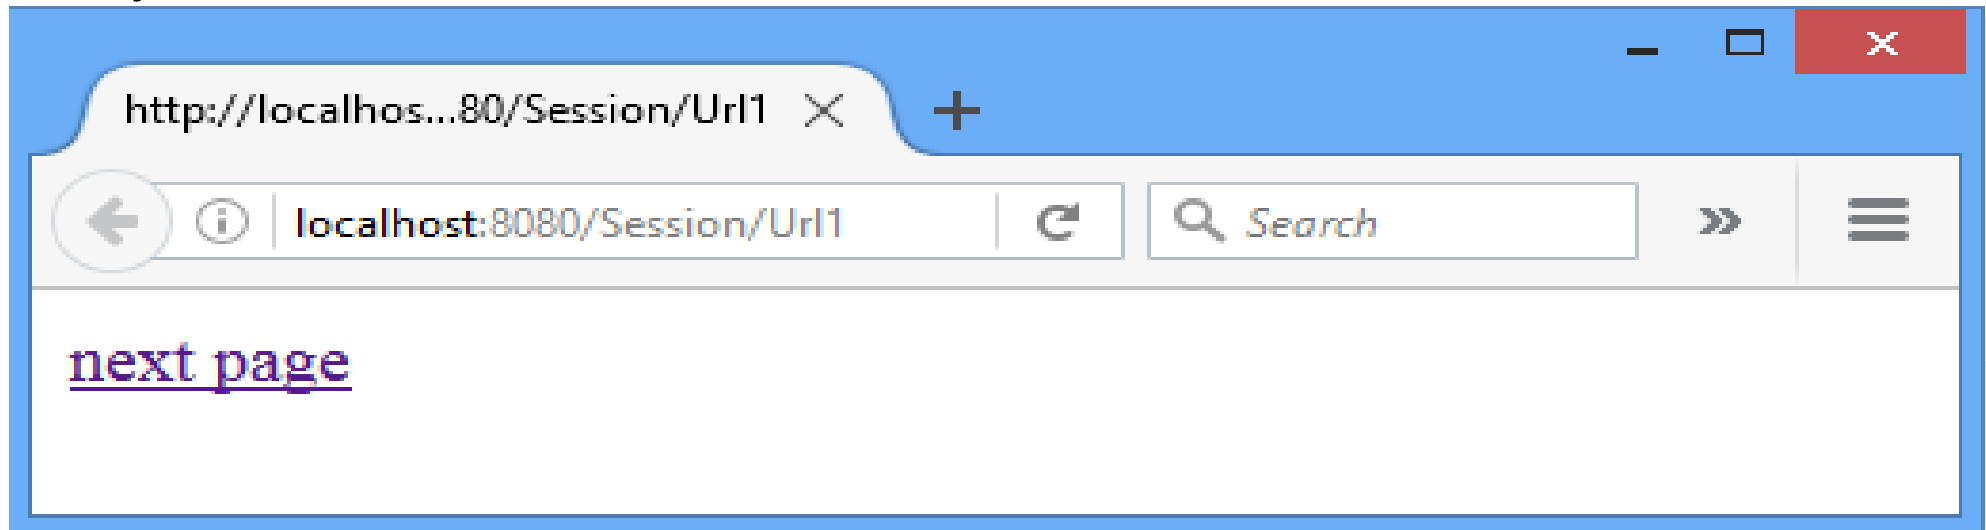 http://localhos...80/Session/Url1
localhost:8080/Session/Url1
Search
next page